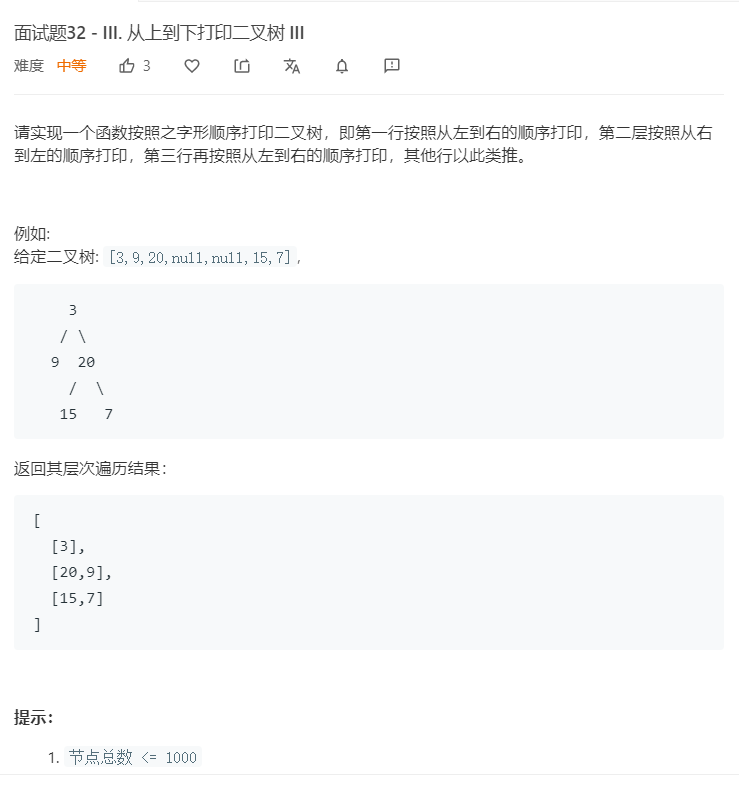 面试题32 - III. 从上到下打印二叉树 III
难度 中等 3
请实现一个函数按照之字形顺序打印二叉树，即第一行按照从左到右的顺序打印，第二层按照从右
到左的顺序打印，第三行再按照从左到右的顺序打印，其他行以此类推。
例如:
给定二叉树: [3,9,20,null,null,15,7],
3
/ \
9 20
/ \
15 7
返回其层次遍历结果：
[
[3],
[20,9],
[15,7]
]
提示：
1. 节点总数 <= 1000